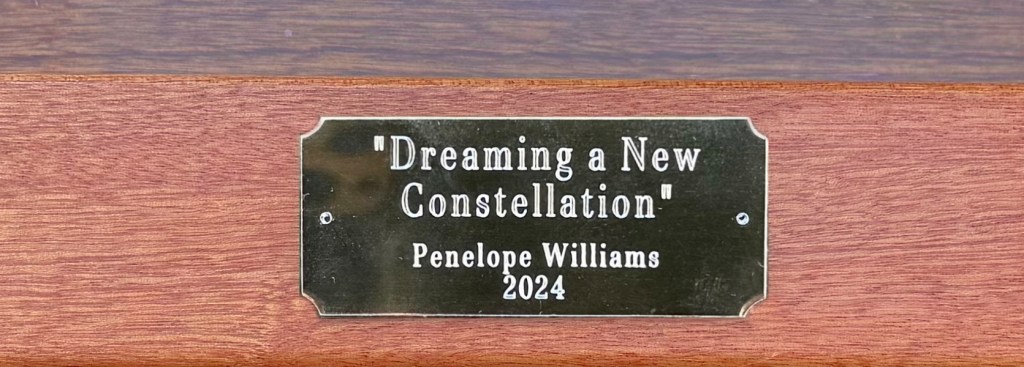 "Dreaming a New
Constellation"
Penelope Williams
2024